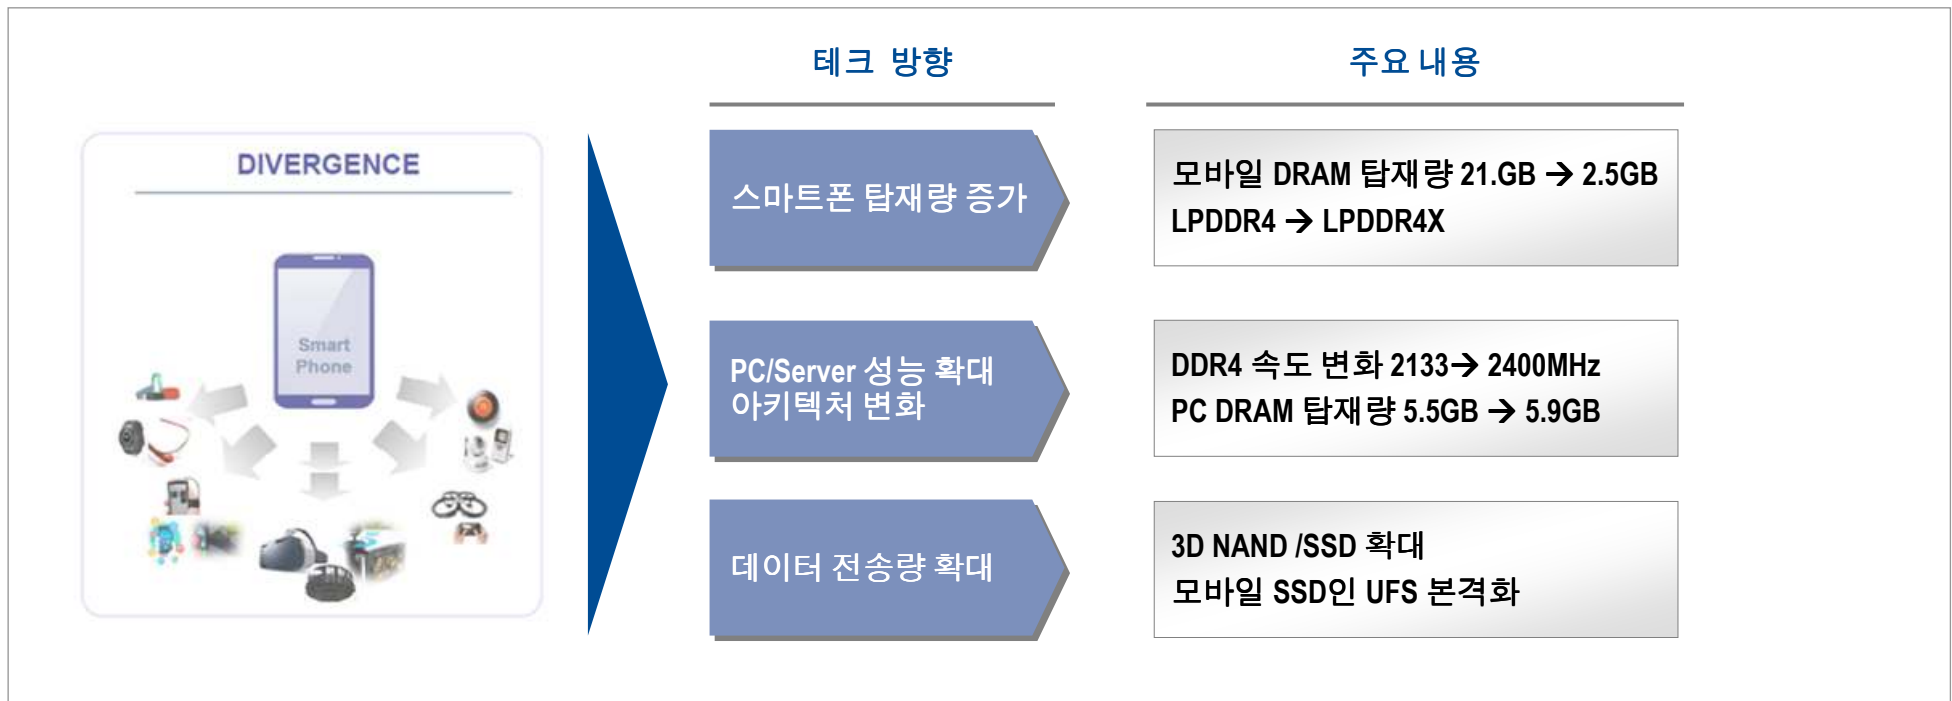 테크 방향
주요 내용
DIVERGENCE
Smart
Phone
스마트폰 탑재량 증가
모바일 DRAM 탑재량 21.GB → 2.5GB
LPDDR4 → LPDDR4X
PC/Server 성능 확대
아키텍처 변화
DDR4 속도 변화 2133→ 2400MHz
PC DRAM 탑재량 5.5GB → 5.9GB
데이터 전송량 확대
3D NAND /SSD 확대
모바일 SSD인 UFS 본격화